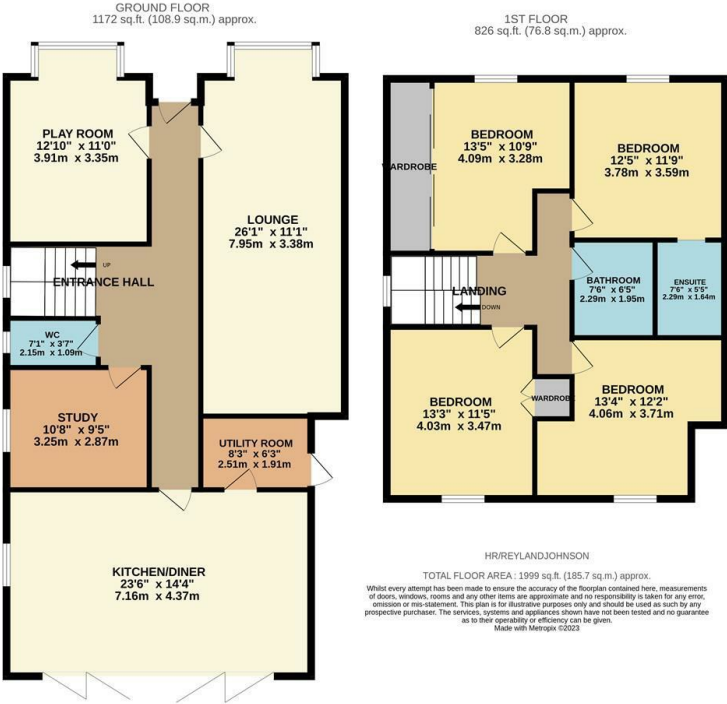 GROUND FLOOR
1172 sq.ft. (108.9 sq.m.) approx.
1ST FLOOR
826 sq.ft. (76.8 sq.m.) approx.
PLAY ROOM
12'10" x 11'0"
3.91m x 3.35m
LOUNGE
26'1" x 11'1"
7.95m x 3.38m
UP
ENTRANCE HALL
WC
7'1" x 3'7"
2.15m x 1.09m
STUDY
10'8" x 9'5"
3.25m x 2.87m
UTILITY ROOM
8'3" x 6'3"
2.51m x 1.91m
KITCHEN/DINER
23'6" x 14'4"
7.16m x 4.37m
WARDROBE
BEDROOM
13'5" x 10'9"
4.09m x 3.28m
BEDROOM
12'5" x 11'9"
3.78m x 3.59m
LANDING
DOWN
BATHROOM
7'6" x 6'5"
2.29m x 1.95m
ENSUITE
7'6" x 5'5"
2.29m x 1.64m
BEDROOM
13'3" x 11'5"
4.03m x 3.47m
WARDROBE
BEDROOM
13'4" x 12'2"
4.06m x 3.71m
HR/REYLANDJOHNSON
TOTAL FLOOR AREA : 1999 sq.ft. (185.7 sq.m.) approx.
Whilst every attempt has been made to ensure the accuracy of the floorplan contained here, measurements
of doors, windows, rooms and any other items are approximate and no responsibility is taken for any error,
omission or mis-statement. This plan is for illustrative purposes only and should be used as such by any
prospective purchaser. The services, systems and appliances shown have not been tested and no guarantee
as to their operability or efficiency can be given.
Made with Metropix ©2023